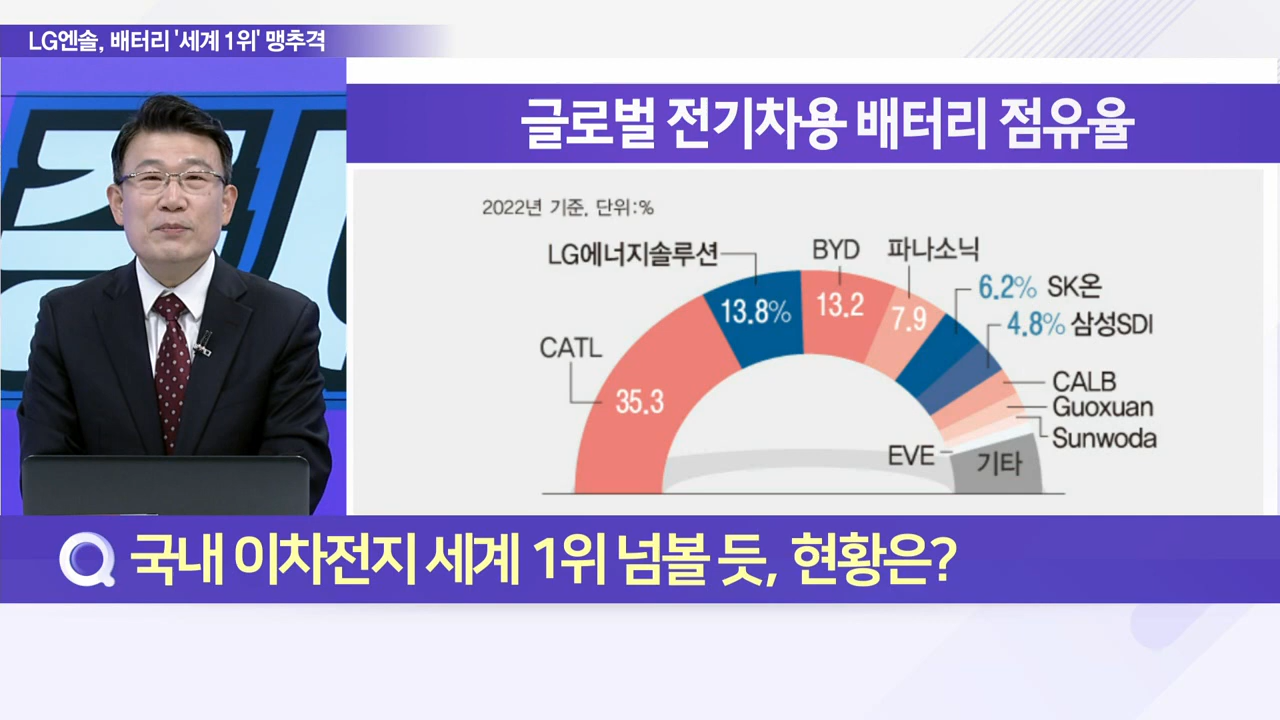 LG엔솔, 배터리 '세계 1위' 맹추격
글로벌 전기차용 배터리 점유율
2022년 기준, 단위:%
LG에너지솔루션
13.8%
BYD
13.2
파나소닉
7.9
6.2% SK온
4.8% 삼성SDI
CATL
35.3
CALB
Guoxuan
Sunwoda
EVE
기타
국내 이차전지 세계 1위 넘볼 듯, 현황은?